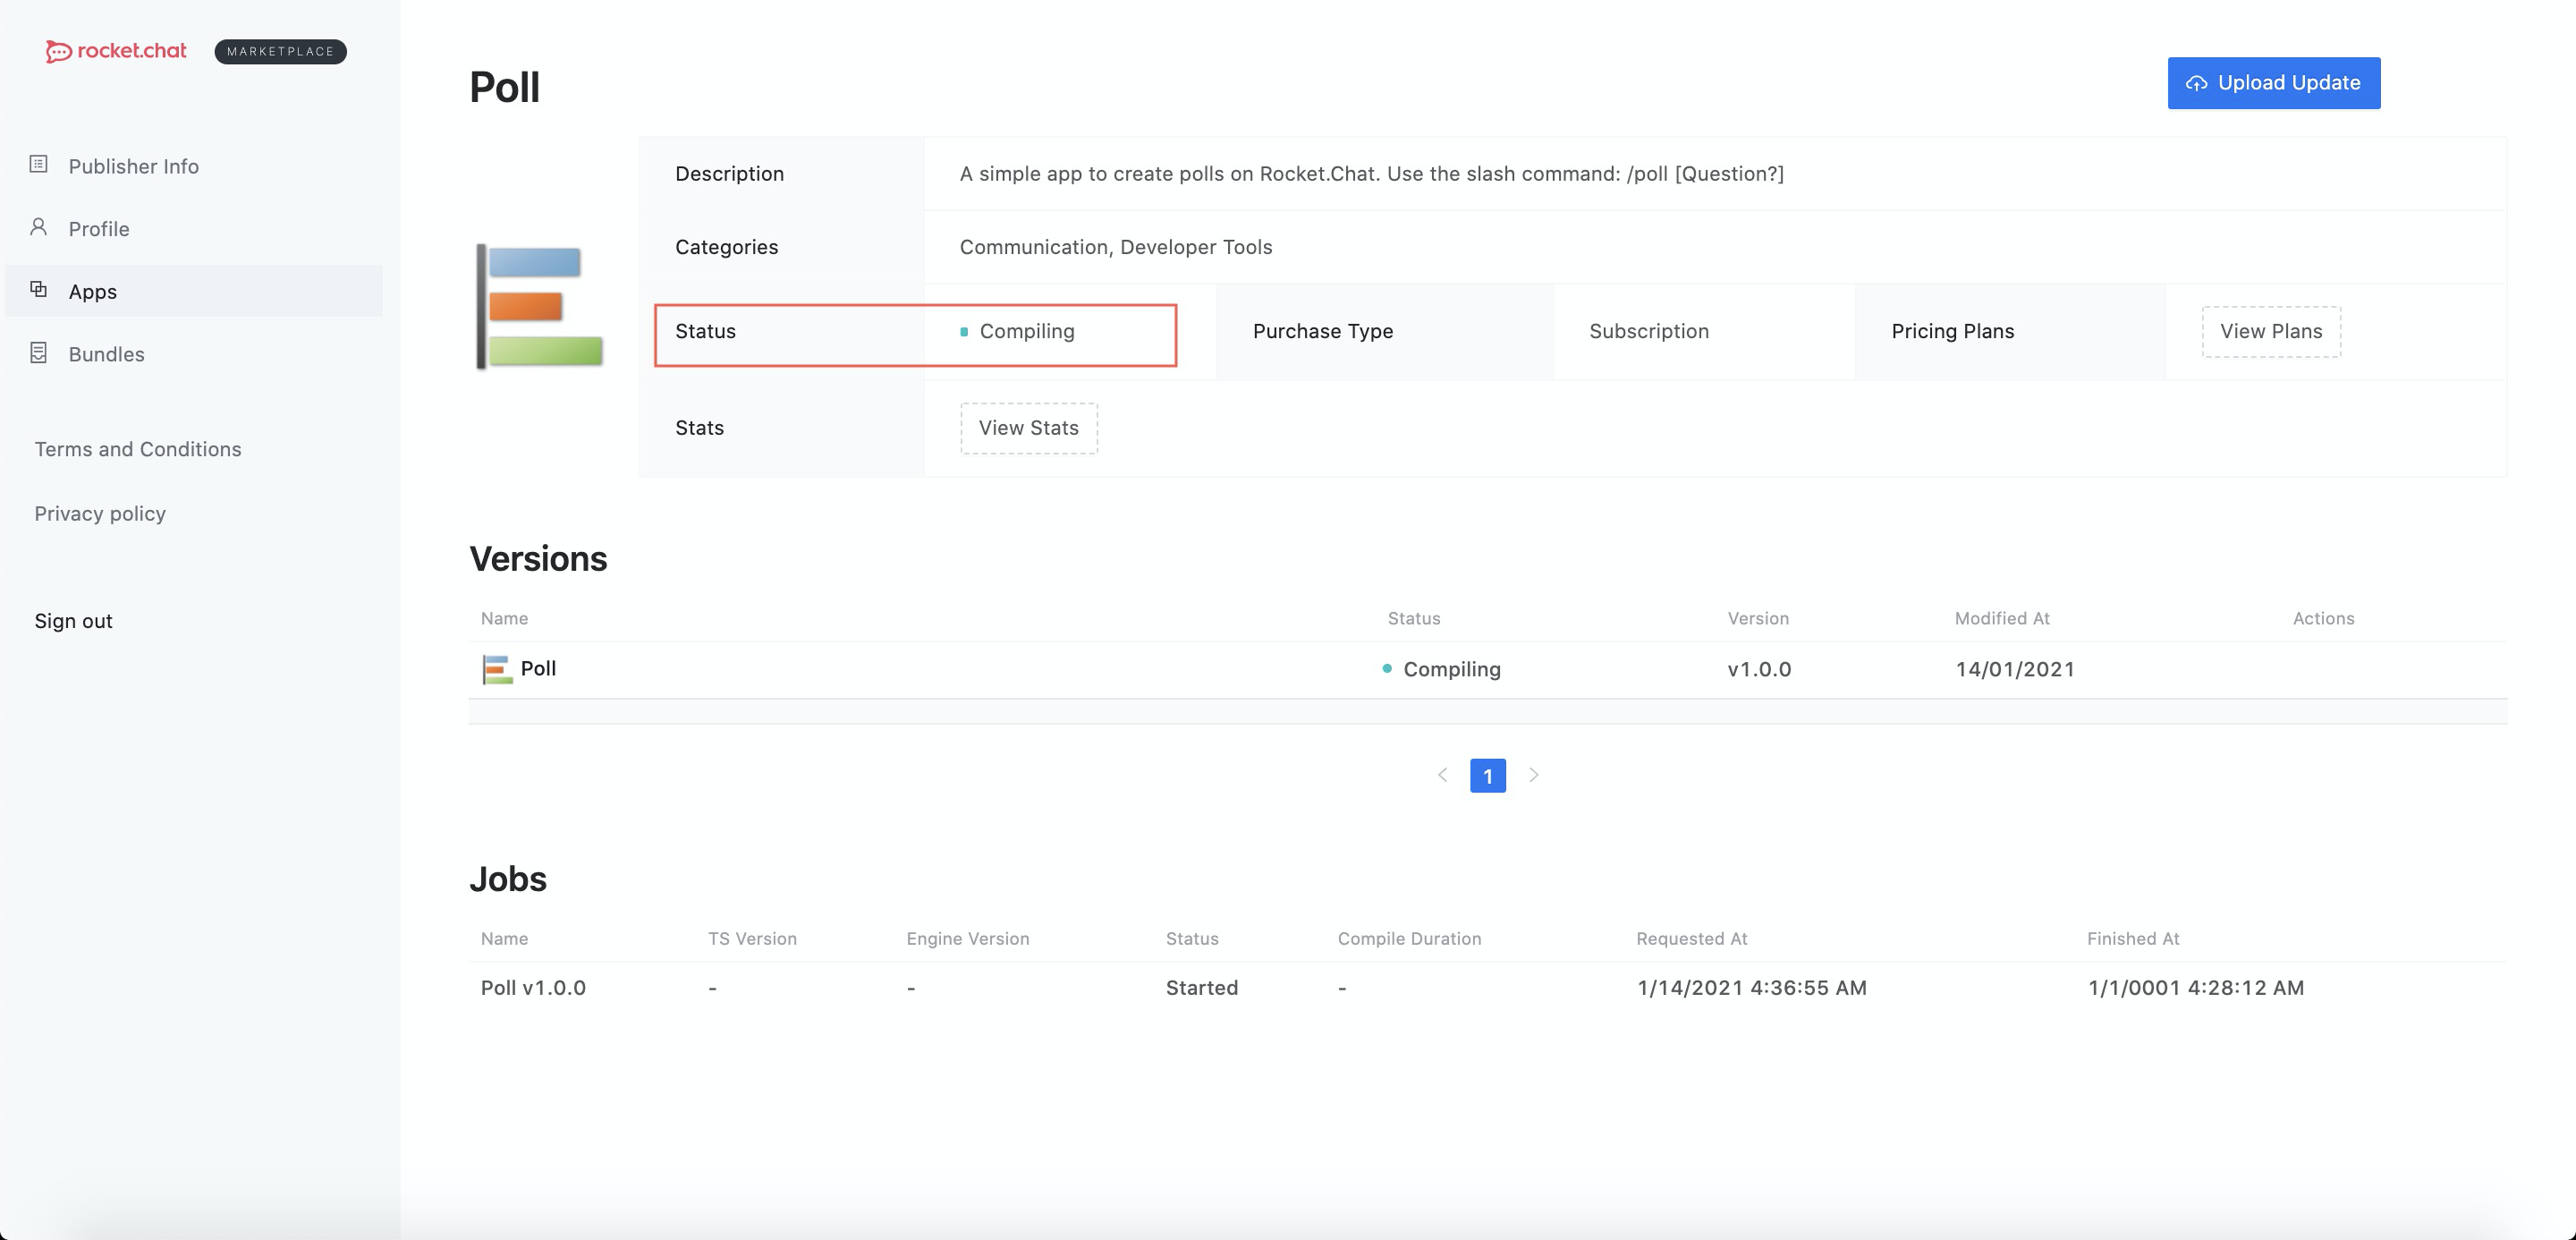 rocket.chat MARKETPLACE
Publisher Info
Profile
Apps
Bundles
Terms and Conditions
Privacy policy
Sign out
Poll
Upload Update
Description A simple app to create polls on Rocket.Chat. Use the slash command: /poll [Question?]
Categories Communication, Developer Tools
Status Compiling Purchase Type Subscription Pricing Plans View Plans
Stats View Stats
Versions
Name Status Version Modified At Actions
Poll Compiling v1.0.0 14/01/2021
1
Jobs
Name TS Version Engine Version Status Compile Duration Requested At Finished At
Poll v1.0.0 - - Started - 1/14/2021 4:36:55 AM 1/1/0001 4:28:12 AM